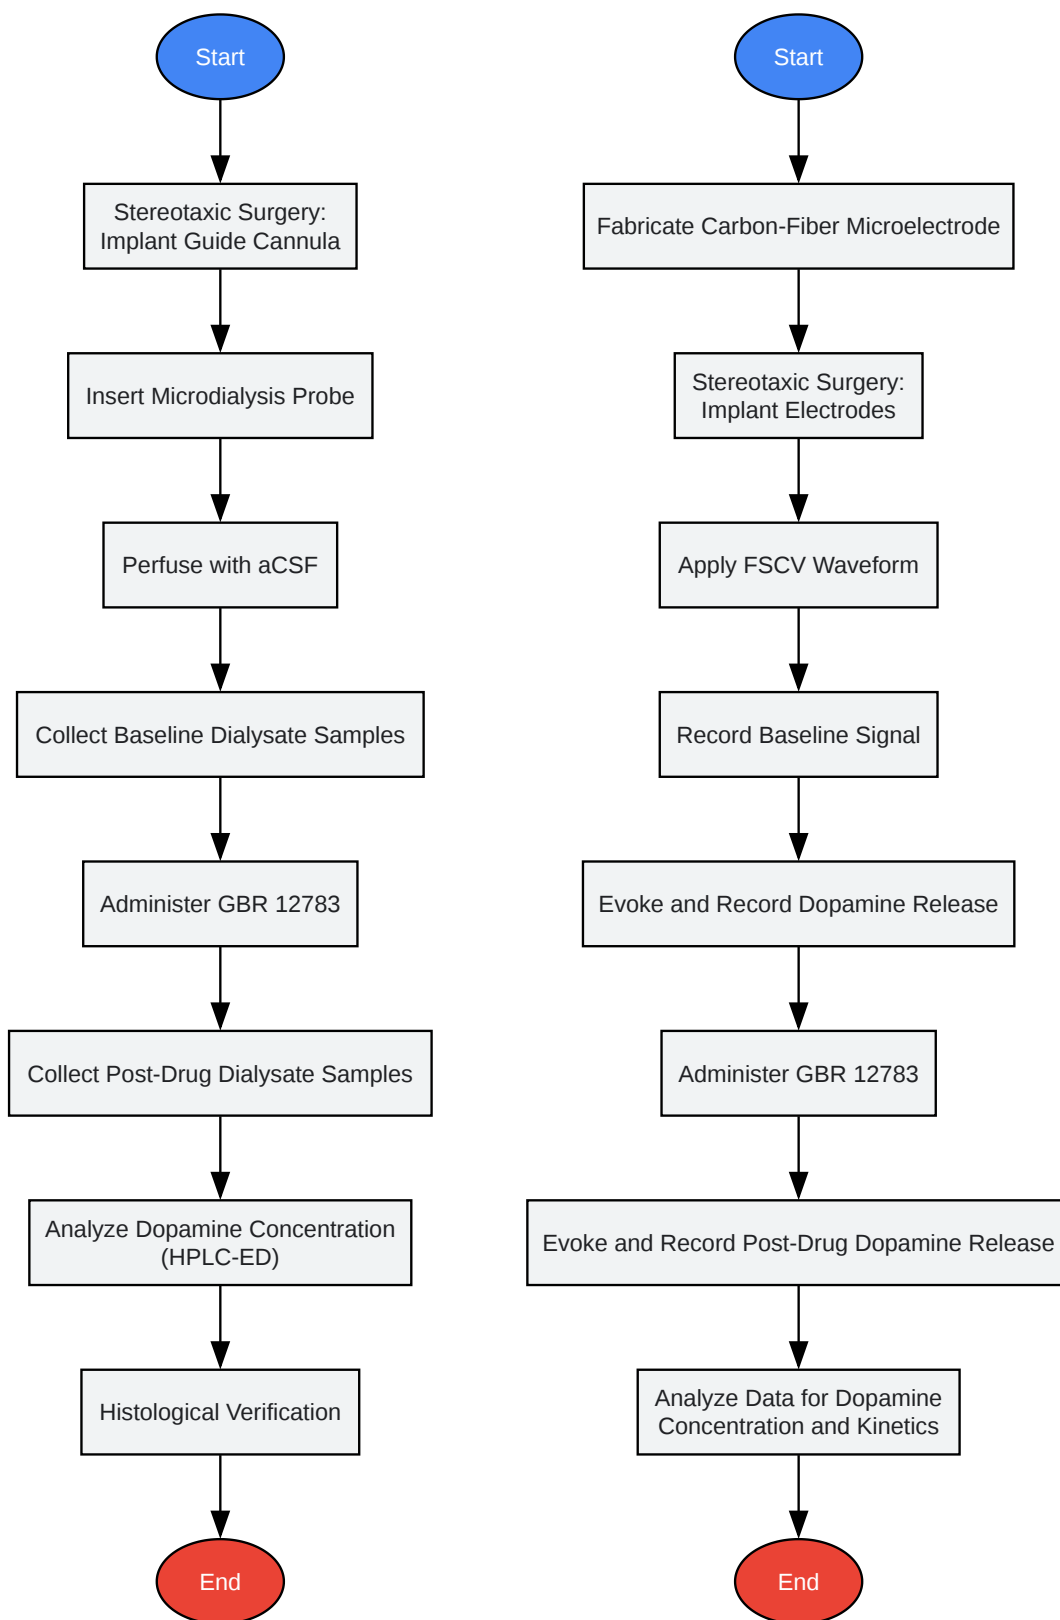 Start
Stereotaxic Surgery:
Implant Guide Cannula
Insert Microdialysis Probe
Perfuse with aCSF
Collect Baseline Dialysate Samples
Administer GBR 12783
Collect Post-Drug Dialysate Samples
Analyze Dopamine Concentration
(HPLC-ED)
Histological Verification
End
Start
Fabricate Carbon-Fiber Microelectrode
Stereotaxic Surgery:
Implant Electrodes
Apply FSCV Waveform
Record Baseline Signal
Evoke and Record Dopamine Release
Administer GBR 12783
Evoke and Record Post-Drug Dopamine Release
Analyze Data for Dopamine
Concentration and Kinetics
End